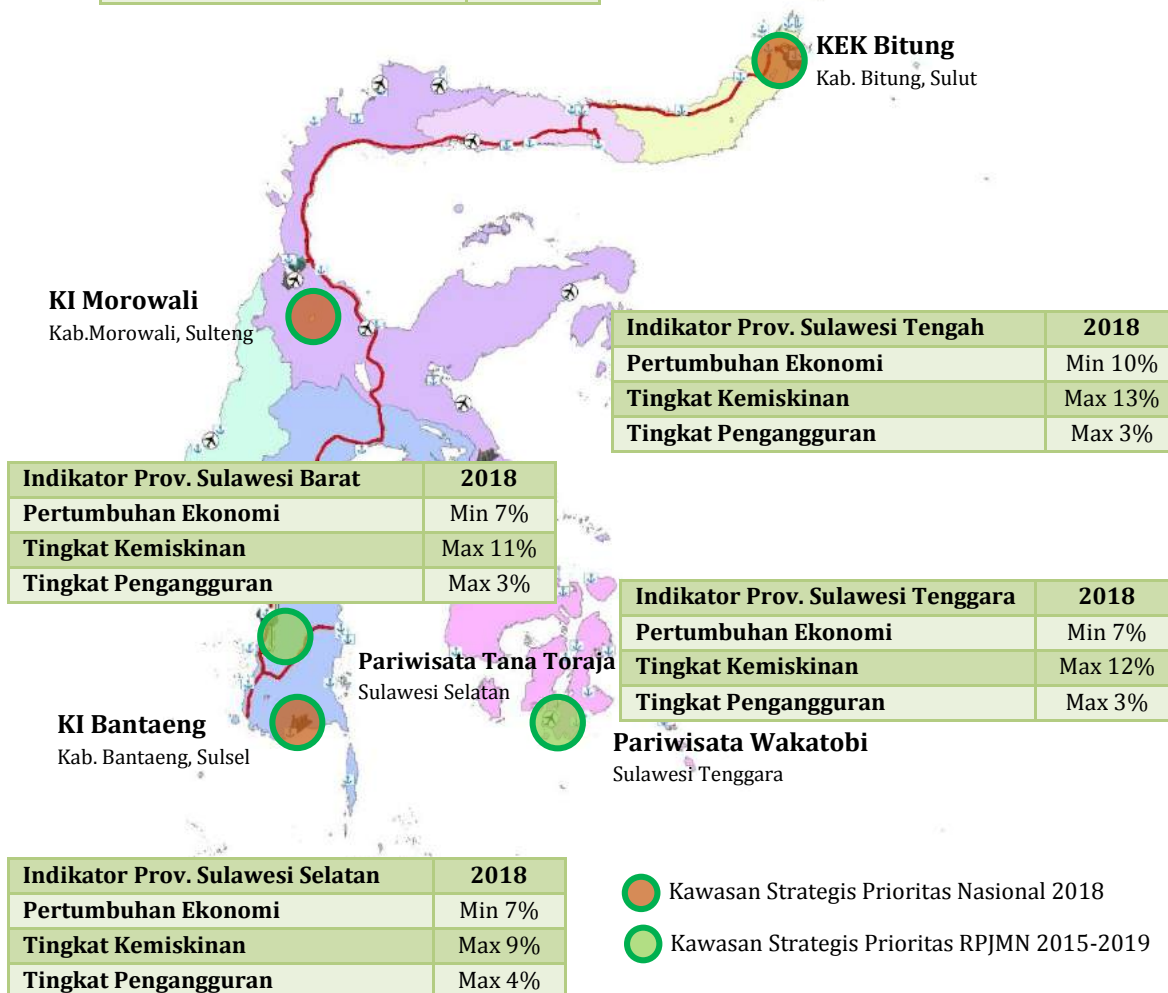 KEK Bitung
Kab. Bitung, Sulut
KI Morowali
Kab.Morowali, Sulteng
Indikator Prov. Sulawesi Tengah 2018
Pertumbuhan Ekonomi Min 10%
Tingkat Kemiskinan Max 13%
Tingkat Pengangguran Max 3%
Indikator Prov. Sulawesi Barat 2018
Pertumbuhan Ekonomi Min 7%
Tingkat Kemiskinan Max 11%
Tingkat Pengangguran Max 3%
Indikator Prov. Sulawesi Tenggara 2018
Pertumbuhan Ekonomi Min 7%
Tingkat Kemiskinan Max 12%
Tingkat Pengangguran Max 3%
Pariwisata Tana Toraja
Sulawesi Selatan
KI Bantaeng
Kab. Bantaeng, Sulsel
Pariwisata Wakatobi
Sulawesi Tenggara
Indikator Prov. Sulawesi Selatan 2018
Pertumbuhan Ekonomi Min 7%
Tingkat Kemiskinan Max 9%
Tingkat Pengangguran Max 4%
Kawasan Strategis Prioritas Nasional 2018
Kawasan Strategis Prioritas RPJMN 2015-2019